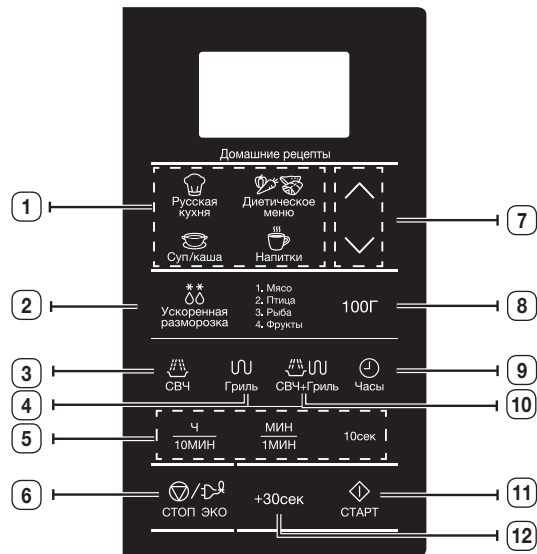 Домашние рецепты
Русская
кухня
Диетическое
меню
Суп/каша
Напитки
Ускоренная
разморозка
1. Мясо
2. Птица
3. Рыба
4. Фрукты
100Г
СВЧ
Гриль
СВЧ+Гриль
Часы
Ч
10МИН
МИН
1МИН
10сек
СТОП ЭКО
+30сек
СТАРТ
1
2
3
4
5
6
7
8
9
10
11
12